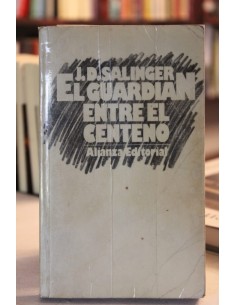 J. D. SALINGER
EL GUARDIAN
ENTRE EL
CENTENO
Alianza Editorial